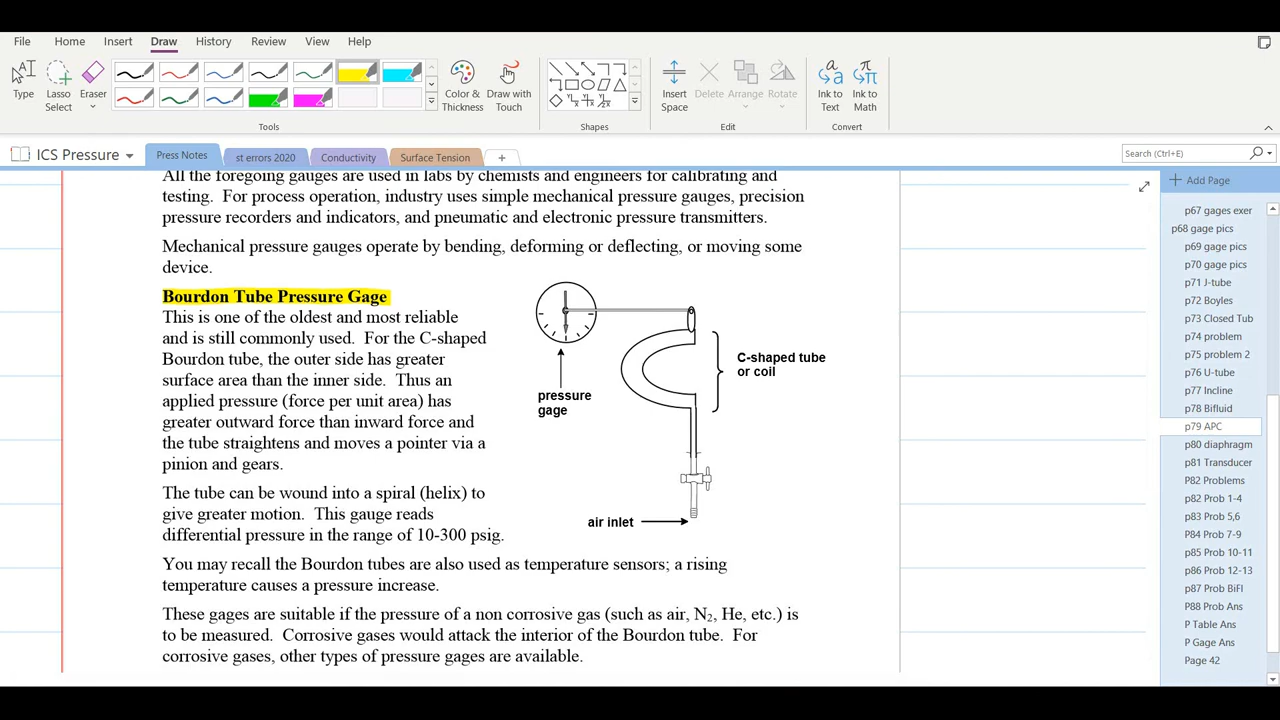 File Home Insert Draw History Review View Help
Type
Lasso Select
Eraser
Color & Thickness
Draw with Touch
Insert Space
Delete
Arrange
Rotate
Ink to Text
Ink to Math
Tools
Shapes
Edit
Convert
ICS Pressure
Press Notes
st errors 2020
Conductivity
Surface Tension
+
Search (Ctrl+E)
All the foregoing gauges are used in labs by chemists and engineers for calibrating and
testing. For process operation, industry uses simple mechanical pressure gauges, precision
pressure recorders and indicators, and pneumatic and electronic pressure transmitters.
Mechanical pressure gauges operate by bending, deforming or deflecting, or moving some
device.
Bourdon Tube Pressure Gage
This is one of the oldest and most reliable
and is still commonly used. For the C-shaped
Bourdon tube, the outer side has greater
surface area than the inner side. Thus an
applied pressure (force per unit area) has
greater outward force than inward force and
the tube straightens and moves a pointer via a
pinion and gears.
The tube can be wound into a spiral (helix) to
give greater motion. This gauge reads
differential pressure in the range of 10-300 psig.
You may recall the Bourdon tubes are also used as temperature sensors; a rising
temperature causes a pressure increase.
These gages are suitable if the pressure of a non corrosive gas (such as air, N2, He, etc.) is
to be measured. Corrosive gases would attack the interior of the Bourdon tube. For
corrosive gases, other types of pressure gages are available.
pressure
gage
C-shaped tube
or coil
air inlet
+ Add Page
p67 gages exer
p68 gage pics
p69 gage pics
p70 gage pics
p71 J-tube
p72 Boyles
p73 Closed Tub
p74 problem
p75 problem 2
p76 U-tube
p77 Incline
p78 Bifluid
p79 APC
p80 diaphragm
p81 Transducer
P82 Problems
P82 Prob 1-4
p83 Prob 5,6
P84 Prob 7-9
p85 Prob 10-11
p86 Prob 12-13
p87 Prob BiFl
P88 Prob Ans
P Table Ans
P Gage Ans
Page 42